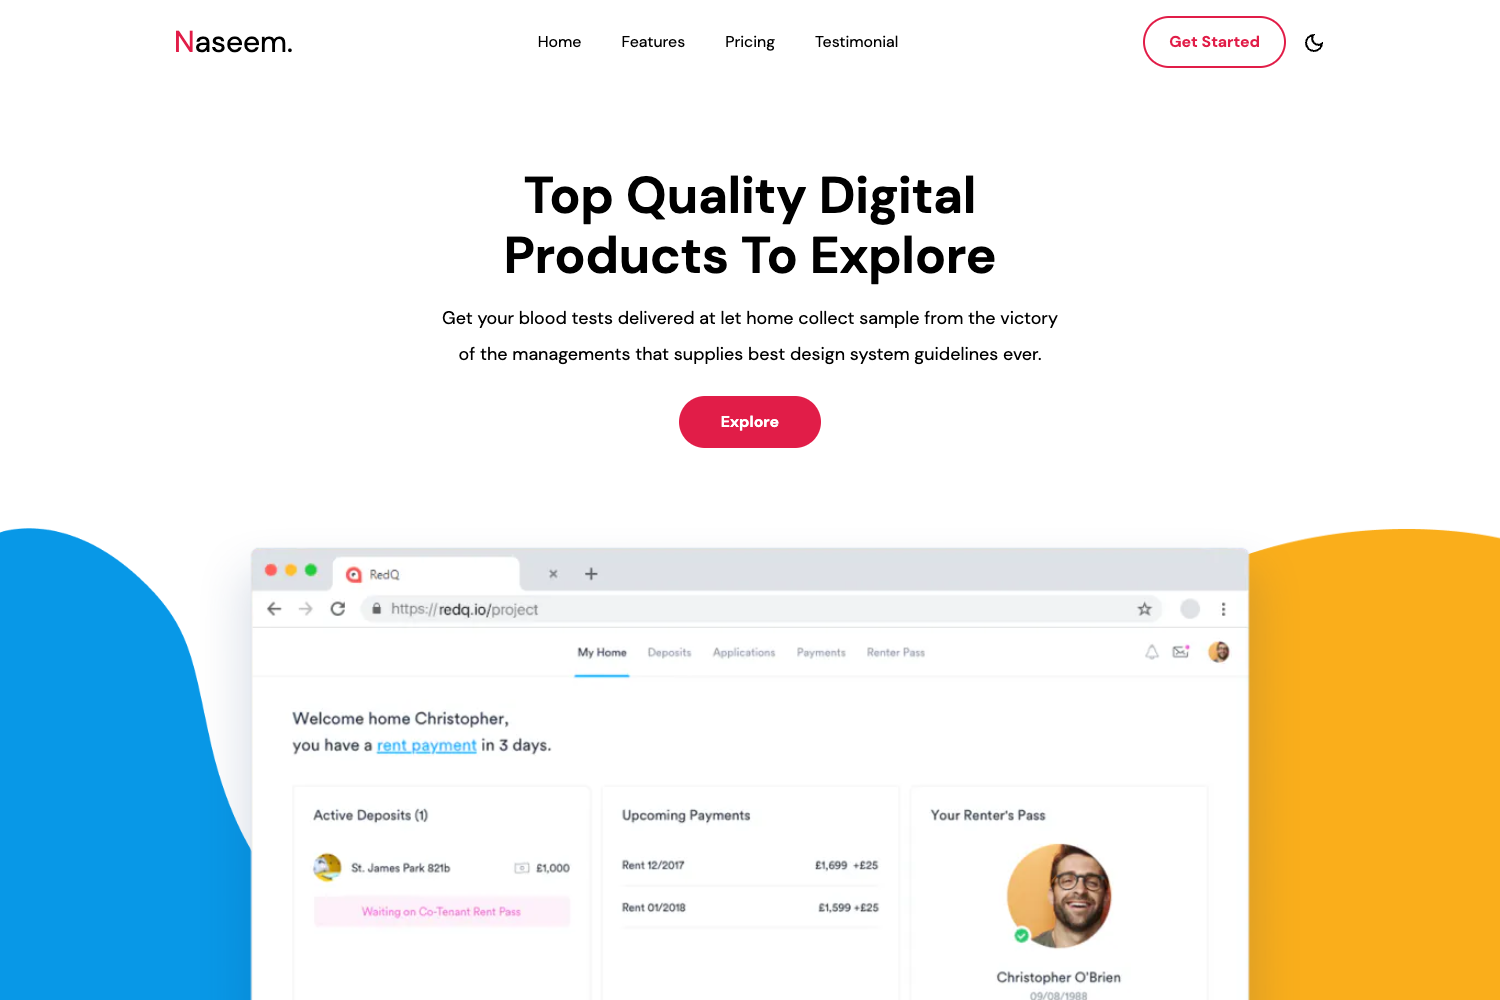 Naseem.
Home Features Pricing Testimonial
Get Started
Top Quality Digital
Products To Explore
Get your blood tests delivered at let home collect sample from the victory
of the managements that supplies best design system guidelines ever.
Explore
RedQ
https://redq.io/project
My Home Deposits Applications Payments Renter Pass
Welcome home Christopher,
you have a rent payment in 3 days.
Active Deposits (1)
St. James Park 821b £1,000
Waiting on Co-Tenant Rent Pass
Upcoming Payments
Rent 12/2017 £1,699 +£25
Rent 01/2018 £1,599 +£25
Your Renter's Pass
Christopher O'Brien
09/08/1988